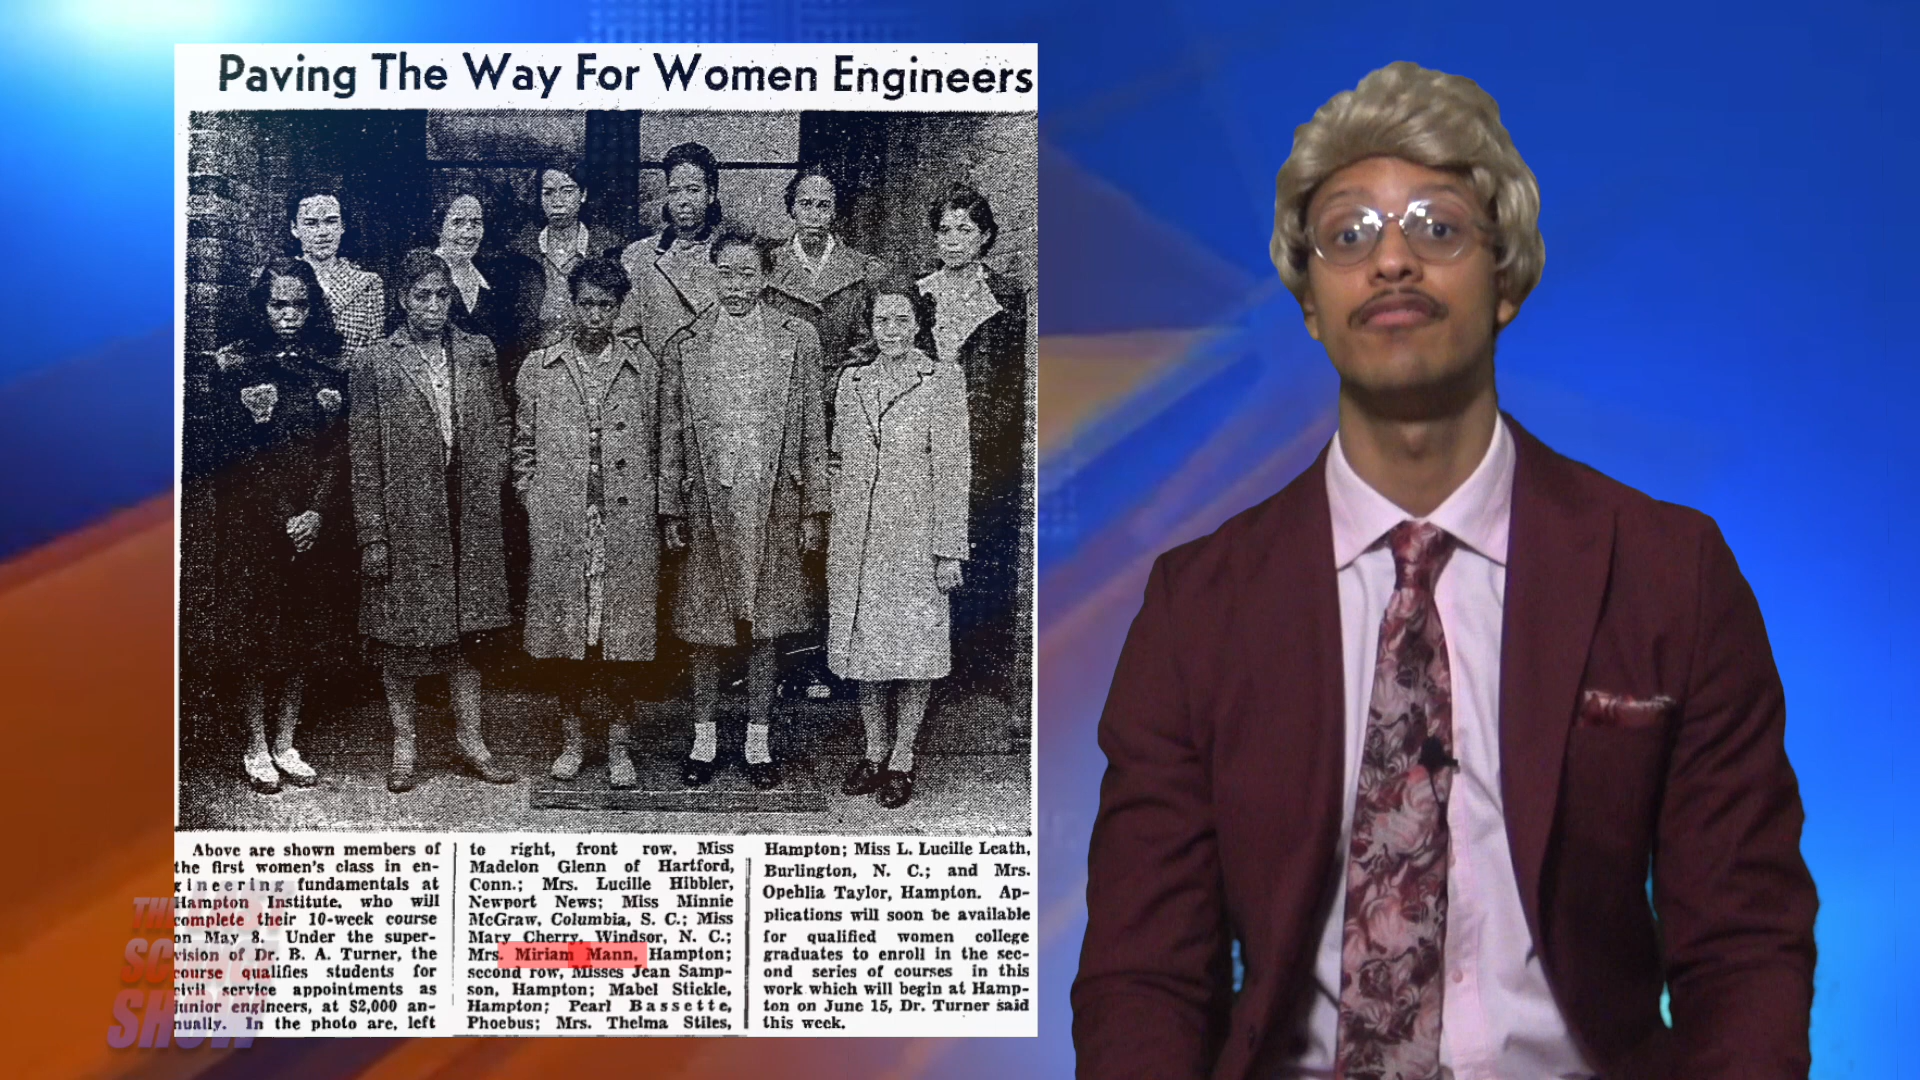 Paving The Way For Women Engineers
Above are shown members of
the first women's class in en-
gineering fundamentals at
Hampton Institute, who will
complete their 10-week course
on May 8. Under the super-
vision of Dr. B. A. Turner, the
course qualifies students for
civil service appointments as
junior engineers, at $2,000 an-
nually. In the photo are, left
to right, front row, Miss
Madelon Glenn of Hartford,
Conn.; Mrs. Lucille Hibbler,
Newport News; Miss Minnie
McGraw, Columbia, S. C.; Miss
Mary Cherry, Windsor, N. C.;
Mrs. Miriam Mann, Hampton;
second row, Misses Jean Samp-
son, Hampton; Mabel Stickle,
Hampton; Pearl Bassette,
Phoebus; Mrs. Thelma Stiles,
Hampton; Miss L. Lucille Leath,
Burlington, N. C.; and Mrs.
Opehlia Taylor, Hampton. Ap-
plications will soon be available
for qualified women college
graduates to enroll in the sec-
ond series of courses in this
work which will begin at Hamp-
ton on June 15, Dr. Turner said
this week.
SHOW